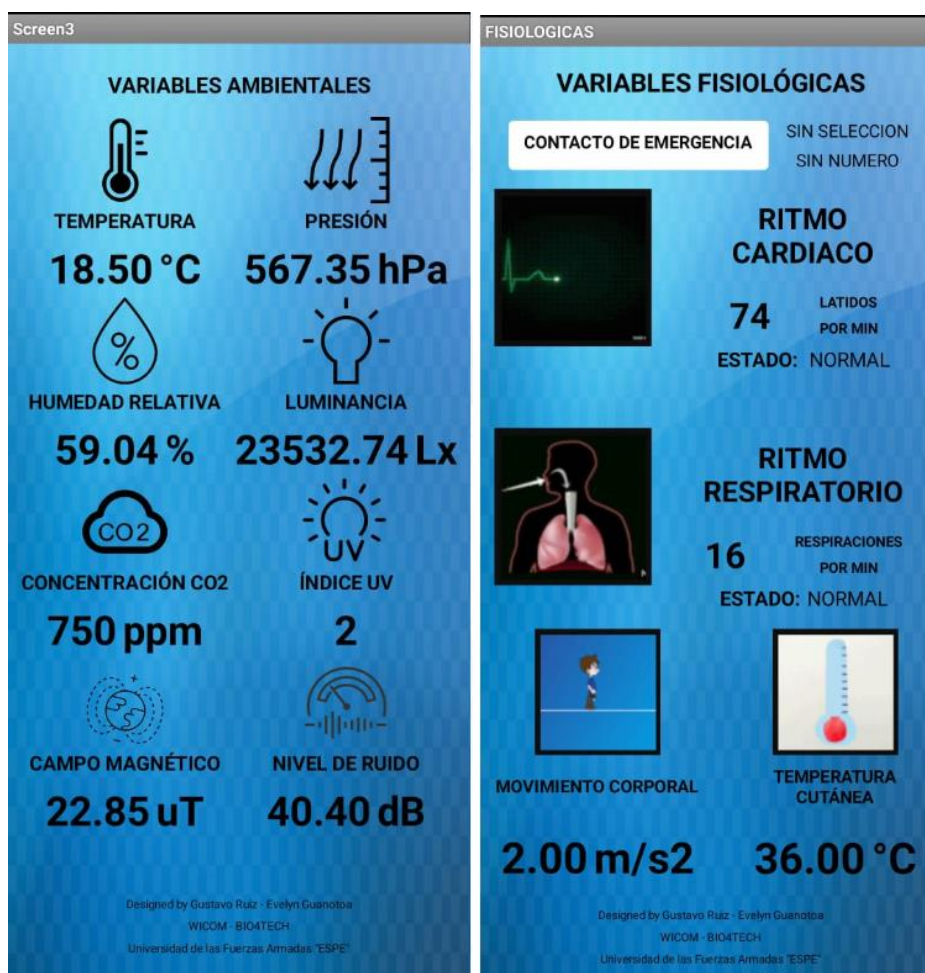 Screen3
VARIABLES AMBIENTALES
TEMPERATURA
PRESIÓN
18.50 °C
567.35 hPa
%
HUMEDAD RELATIVA
LUMINANCIA
59.04 %
23532.74 Lx
CO2
UV
CONCENTRACIÓN CO2
ÍNDICE UV
750 ppm
2
CAMPO MAGNÉTICO
NIVEL DE RUIDO
22.85 uT
40.40 dB
Designed by Gustavo Ruiz - Evelyn Guanotoa
WICOM - BIO4TECH
Universidad de las Fuerzas Armadas "ESPE"
FISIOLOGICAS
VARIABLES FISIOLÓGICAS
CONTACTO DE EMERGENCIA
SIN SELECCION
SIN NUMERO
RITMO
CARDIACO
74
LATIDOS
POR MIN
ESTADO: NORMAL
RITMO
RESPIRATORIO
16
RESPIRACIONES
POR MIN
ESTADO: NORMAL
MOVIMIENTO CORPORAL
TEMPERATURA
CUTÁNEA
2.00 m/s2
36.00 °C
Designed by Gustavo Ruiz - Evelyn Guanotoa
WICOM - BIO4TECH
Universidad de las Fuerzas Armadas "ESPE"